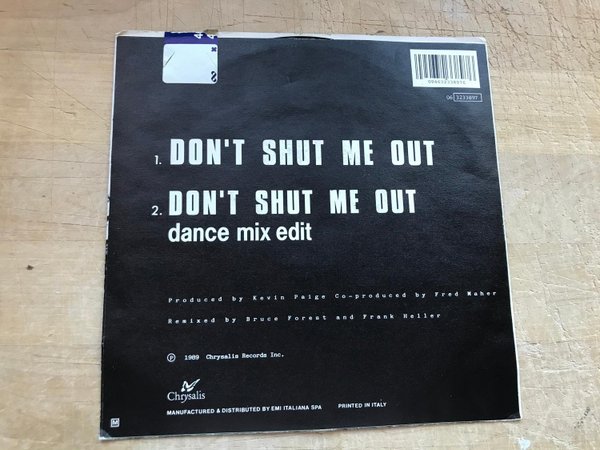 06 3233897
1. DON'T SHUT ME OUT
2. DON'T SHUT ME OUT
dance mix edit
Produced by Kevin Paige Co-produced by Fred Maher
Remixed by Bruce Forest and Frank Heller
℗ 1989 Chrysalis Records Inc.
Chrysalis
MANUFACTURED & DISTRIBUTED BY EMI ITALIANA SPA PRINTED IN ITALY
M